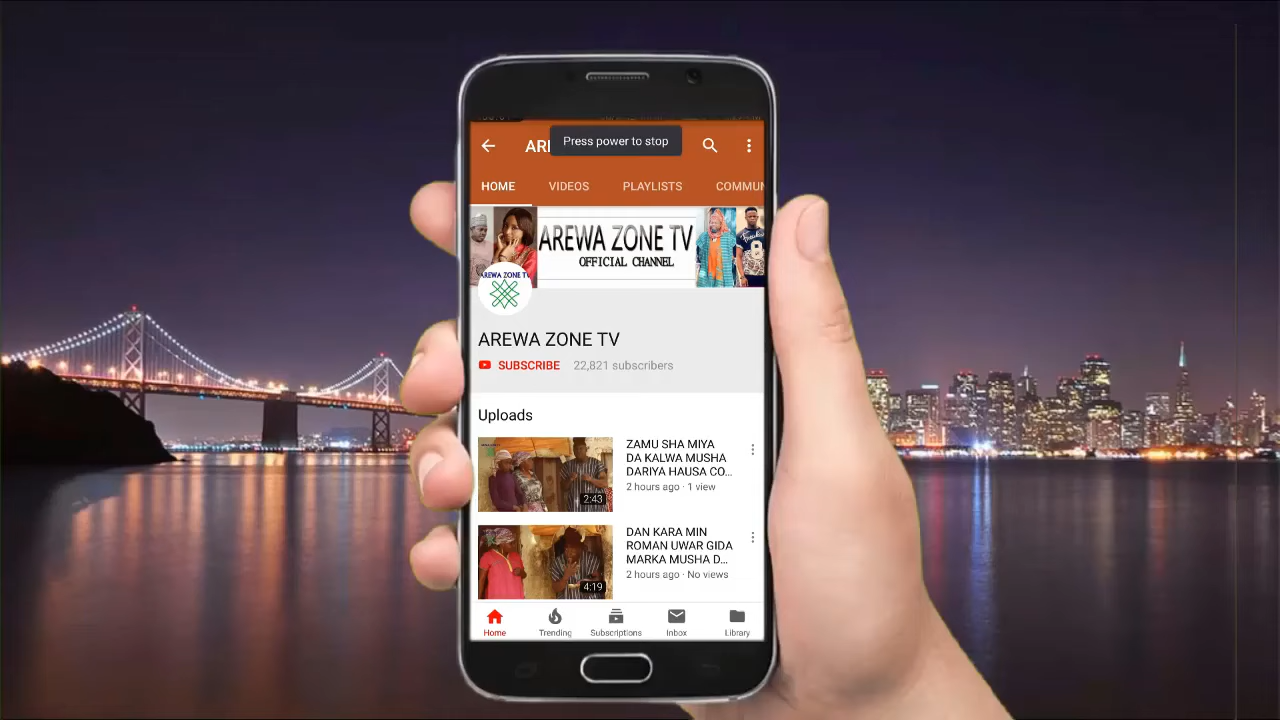 ARE
Press power to stop
HOME VIDEOS PLAYLISTS COMMUN
AREWA ZONE TV
OFFICIAL CHANNEL
AREWA ZONE TV
AREWA ZONE TV
SUBSCRIBE 22,821 subscribers
Uploads
ZAMU SHA MIYA
DA KALWA MUSHA
DARIYA HAUSA CO...
2 hours ago · 1 view
2:43
DAN KARA MIN
ROMAN UWAR GIDA
MARKA MUSHA D...
2 hours ago · No views
4:19
Home Trending Subscriptions Inbox Library